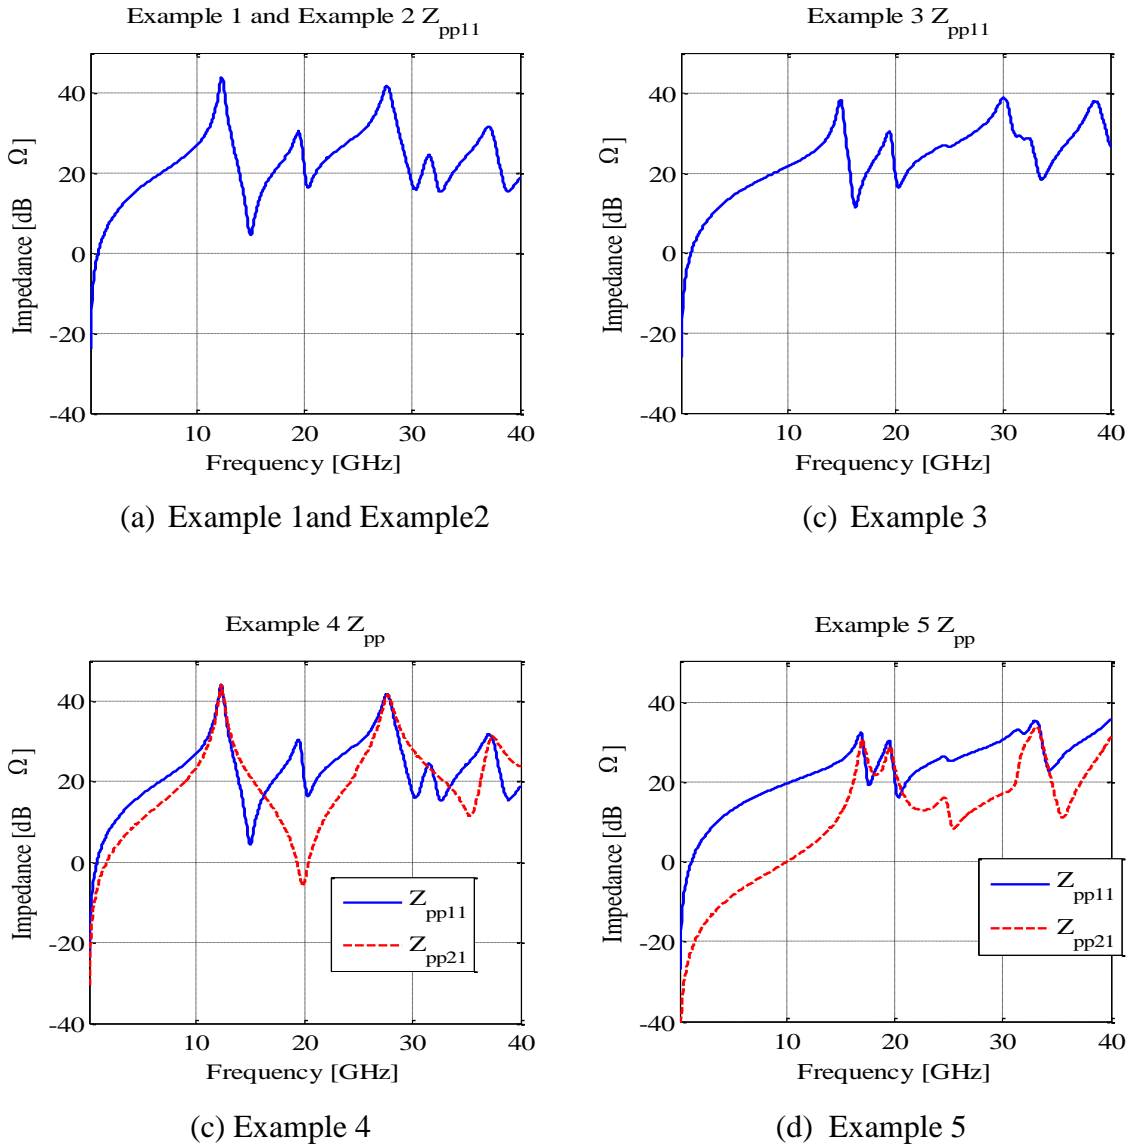 Example 1 and Example 2 Z_pp11
40
20
0
-20
-40
10
20
30
40
Impedance [dB Ω]
Frequency [GHz]
(a) Example 1and Example2
Example 3 Z_pp11
40
20
0
-20
-40
10
20
30
40
Impedance [dB Ω]
Frequency [GHz]
(c) Example 3
Example 4 Z_pp
40
20
0
-20
-40
10
20
30
40
Impedance [dB Ω]
Frequency [GHz]
Z_pp11
Z_pp21
(c) Example 4
Example 5 Z_pp
40
20
0
-20
-40
10
20
30
40
Impedance [dB Ω]
Frequency [GHz]
Z_pp11
Z_pp21
(d) Example 5